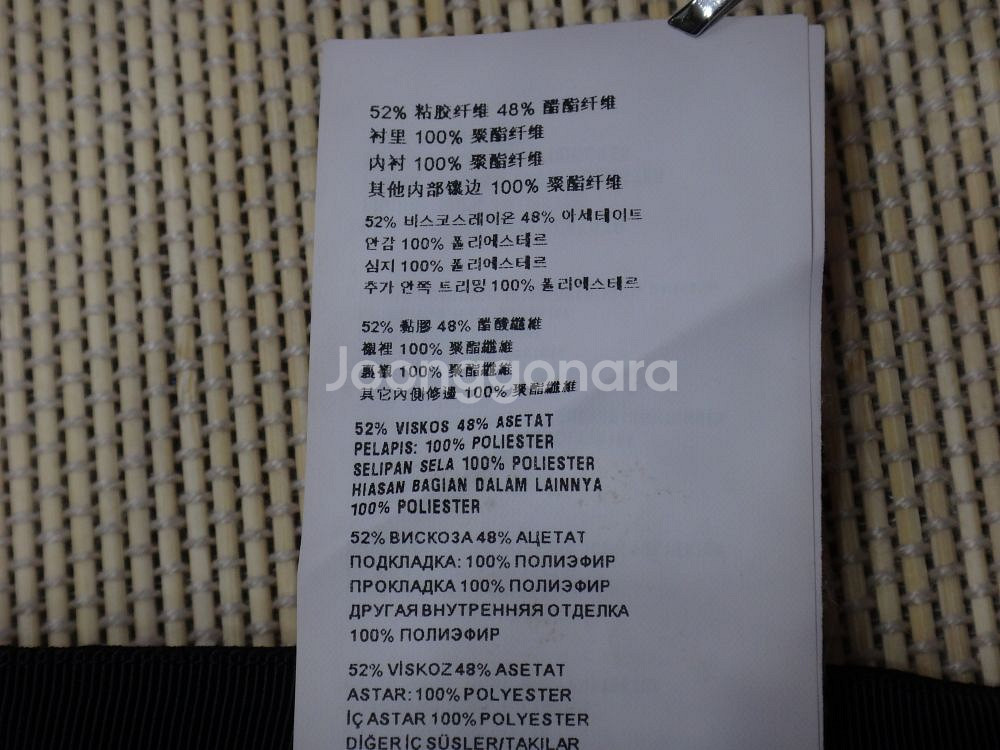 52% 粘胶纤维 48% 醋酯纤维
衬里 100% 聚酯纤维
内衬 100% 聚酯纤维
其他内部镶边 100% 聚酯纤维
52% 비스코스레이온 48% 아세테이트
안감 100% 폴리에스테르
심지 100% 폴리에스테르
추가 안쪽 트리밍 100% 폴리에스테르
52% 黏膠 48% 醋酸纖維
襯裡 100% 聚酯纖維
裏襯 100% 聚酯纖維
Joonggonara
其它內側修邊 100% 聚酯纖維
52% VISKOS 48% ASETAT
PELAPIS: 100% POLIESTER
SELIPAN SELA 100% POLIESTER
HIASAN BAGIAN DALAM LAINNYA
100% POLIESTER
52% ВИСКОЗА 48% АЦЕТАТ
ПОДКЛАДКА: 100% ПОЛИЭФИР
ПРОКЛАДКА 100% ПОЛИЭФИР
ДРУГАЯ ВНУТРЕННЯЯ ОТДЕЛКА
100% ПОЛИЭФИР
52% VİSKOZ 48% ASETAT
ASTAR: 100% POLYESTER
İÇ ASTAR 100% POLYESTER
DİĞER İÇ SÜSLER/TAKILAR